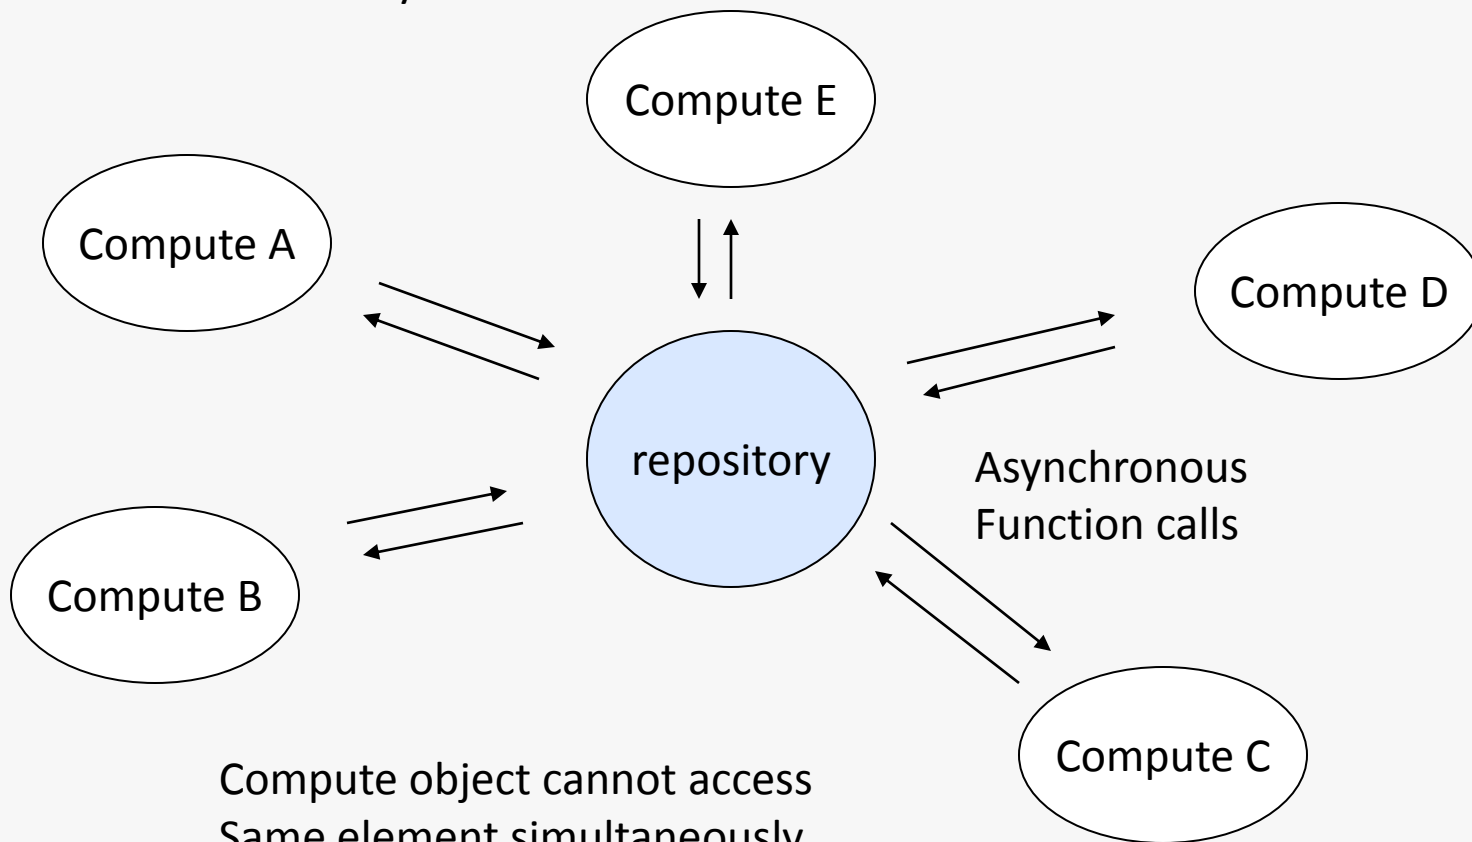 Compute E
Compute A
Compute D
repository
Asynchronous
Function calls
Compute B
Compute C
Compute object cannot access
Same element simultaneously